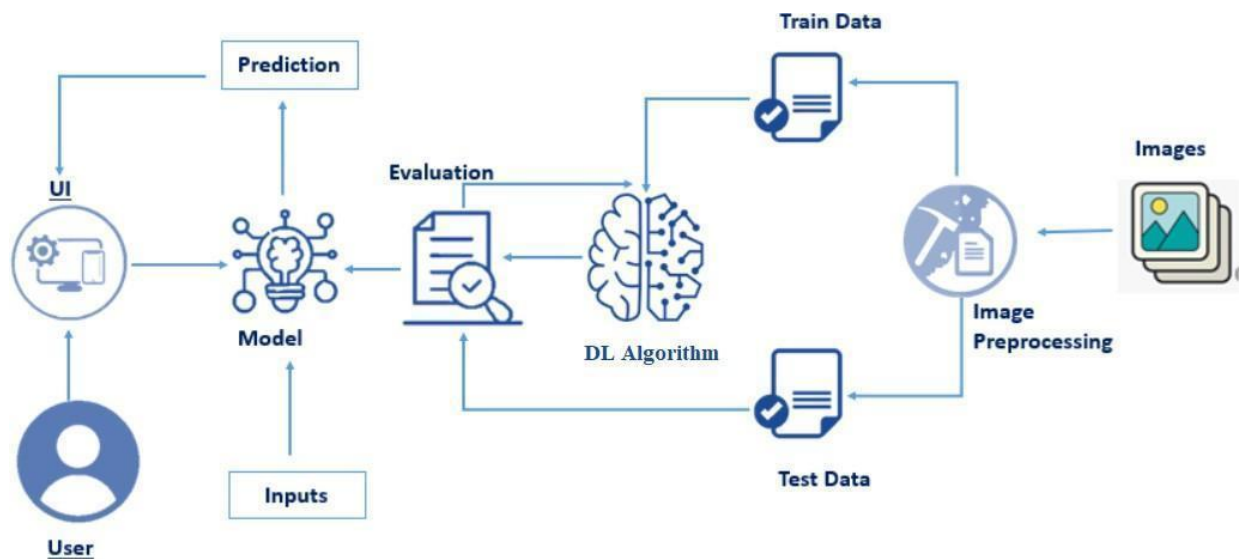 Train Data
Prediction
Images
Evaluation
UI
Model
Image
Preprocessing
DL Algorithm
Test Data
Inputs
User